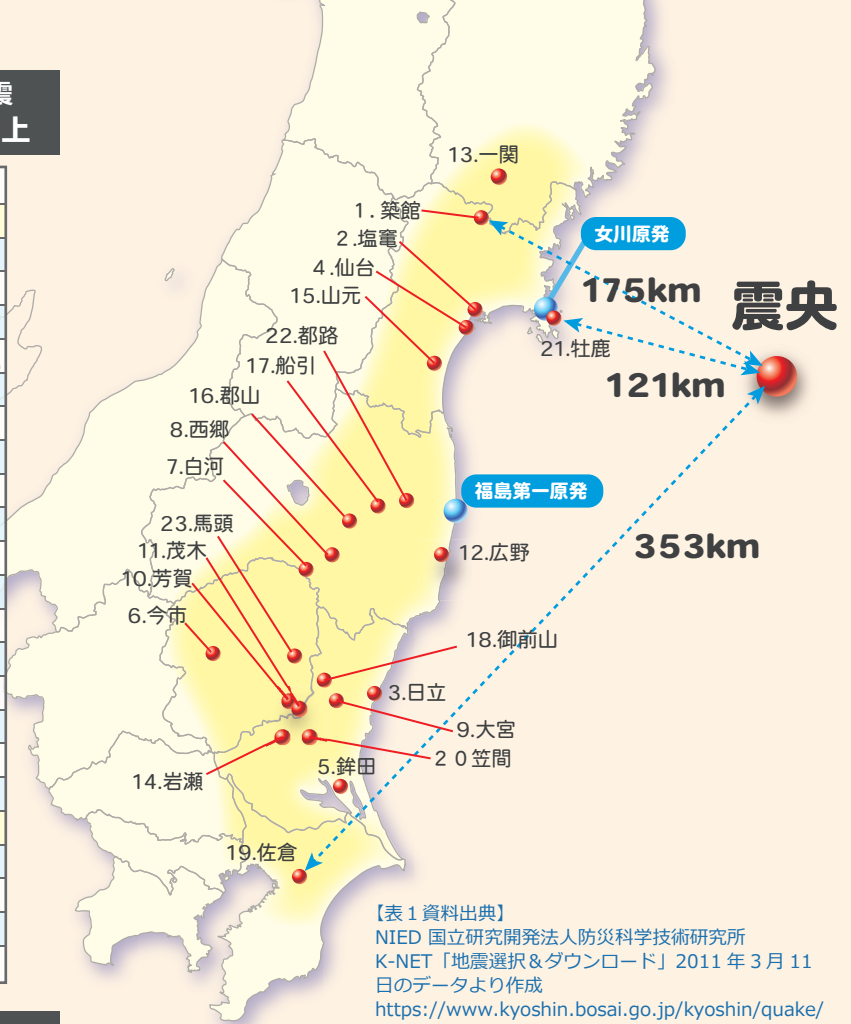 震
上
13.一関
1. 築館
2.塩竃
4.仙台
15.山元
22.都路
17.船引
16.郡山
8.西郷
7.白河
23.馬頭
11.茂木
10.芳賀
6.今市
女川原発
175km
震央
21.牡鹿
121km
福島第一原発
12.広野
353km
18.御前山
3.日立
9.大宮
２０笠間
14.岩瀬
5.鉾田
19.佐倉
【表１資料出典】
NIED 国立研究開発法人防災科学技術研究所
K-NET「地震選択＆ダウンロード」2011 年 3 月 11
日のデータより作成
https://www.kyoshin.bosai.go.jp/kyoshin/quake/